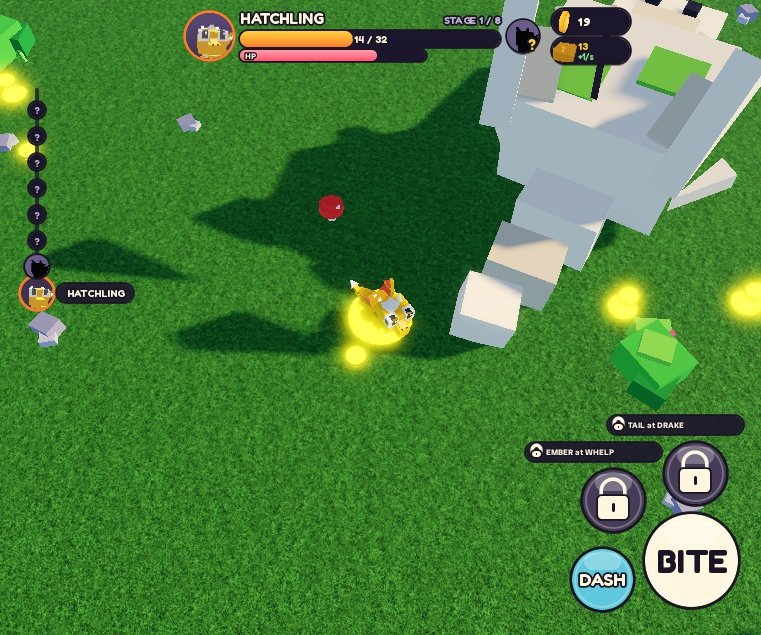 HATCHLING
STAGE 1 / 8
14 / 32
HP
?
19
13
+1/s
?
?
?
?
?
?
HATCHLING
TAIL at DRAKE
EMBER at WHELP
BITE
DASH